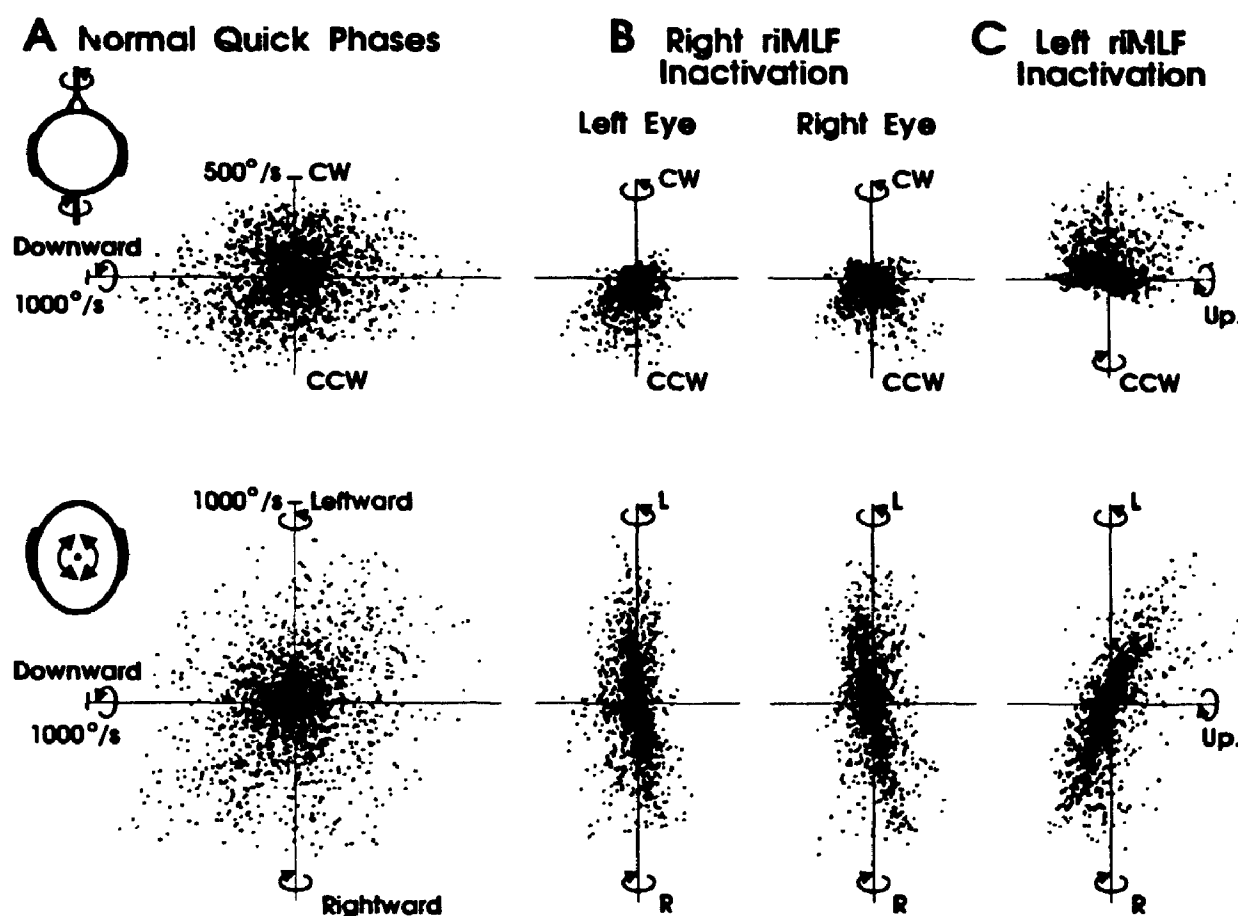 A Normal Quick Phases
B Right riMLF
Inactivation
C Left riMLF
Inactivation
Left Eye
Right Eye
500°/s CW
CW
CW
Downward
1000°/s
Up.
CCW
CCW
CCW
CCW
1000°/s Leftward
L
L
L
Downward
1000°/s
Up.
Rightward
R
R
R